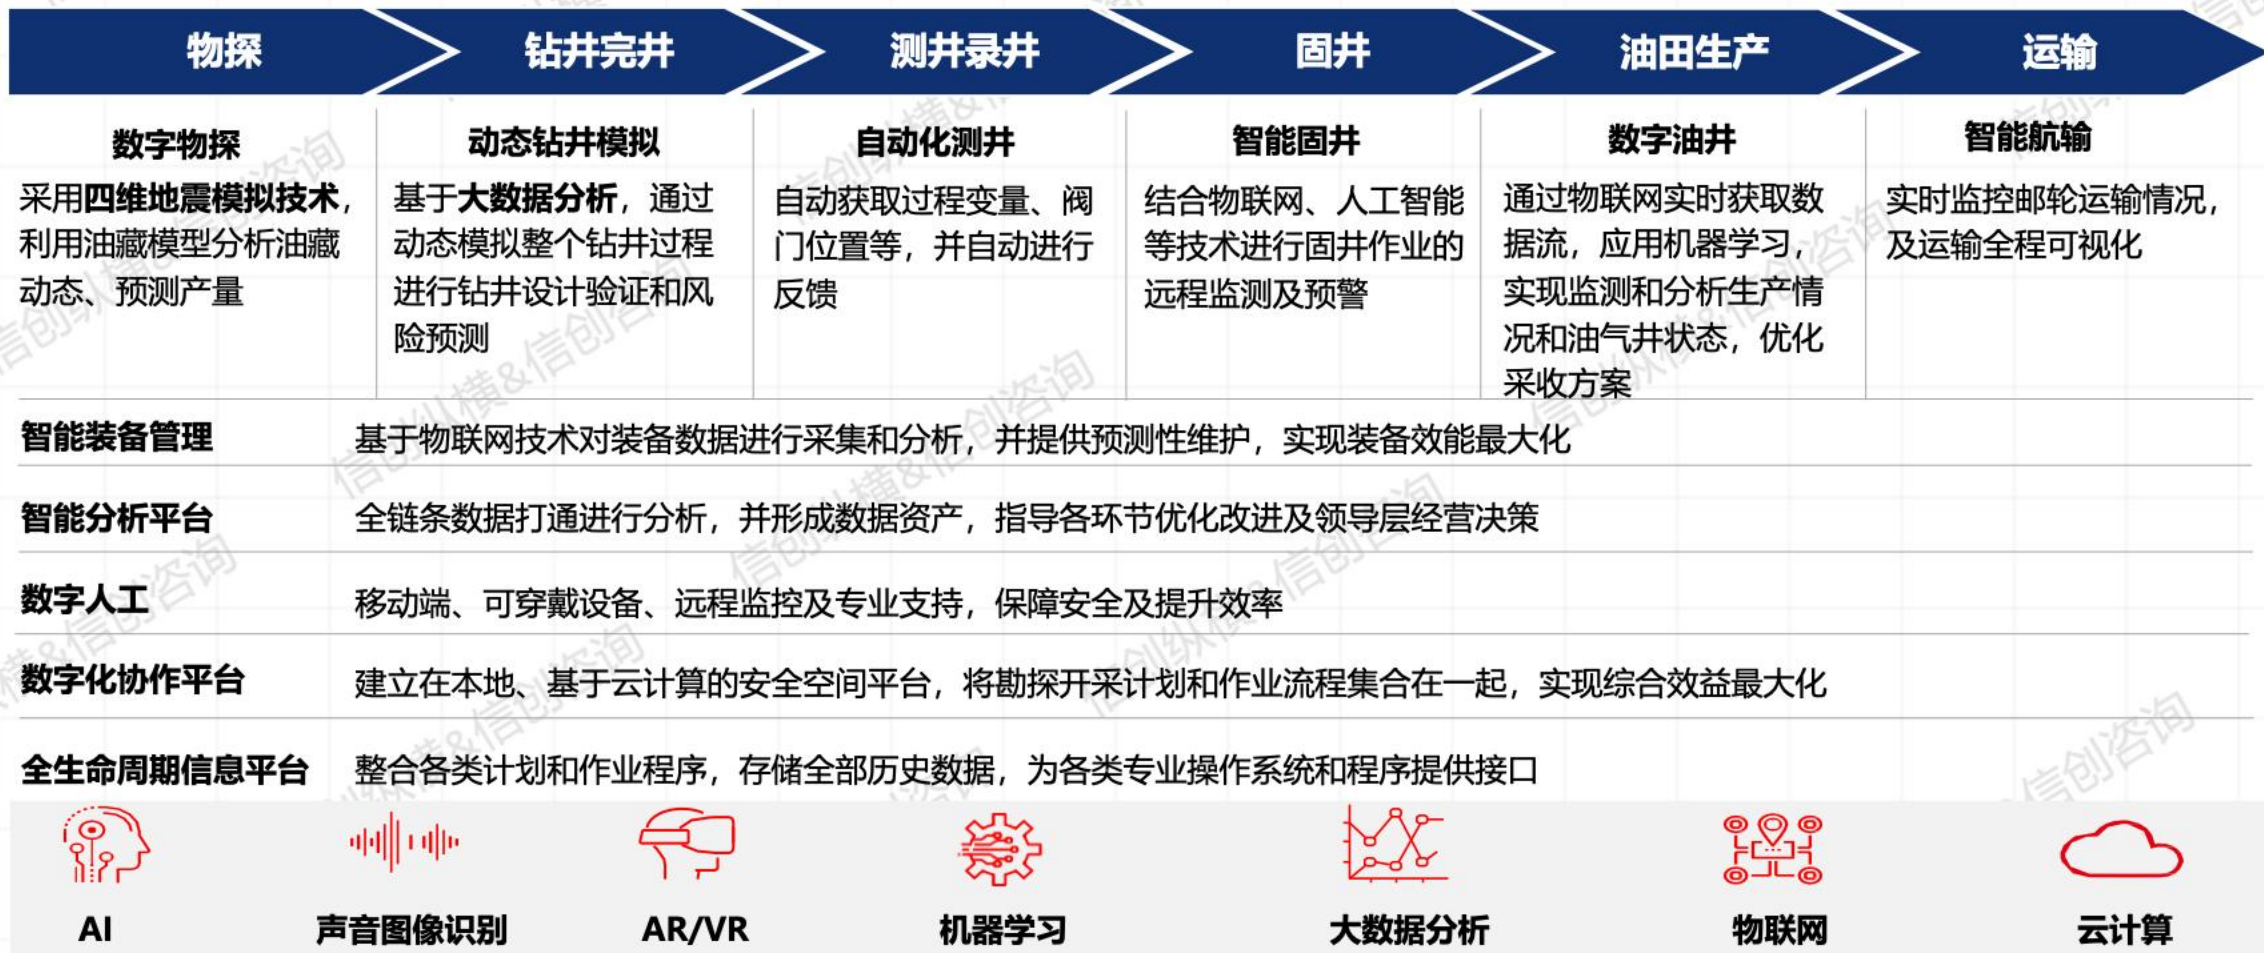 物探
钻井完井
测井录井
固井
油田生产
运输
数字物探
采用四维地震模拟技术，
利用油藏模型分析油藏
动态、预测产量
动态钻井模拟
基于大数据分析，通过
动态模拟整个钻井过程
进行钻井设计验证和风
险预测
自动化测井
自动获取过程变量、阀
门位置等，并自动进行
反馈
智能固井
结合物联网、人工智能
等技术进行固井作业的
远程监测及预警
数字油井
通过物联网实时获取数
据流，应用机器学习，
实现监测和分析生产情
况和油气井状态，优化
采收方案
智能航输
实时监控邮轮运输情况，
及运输全程可视化
智能装备管理
基于物联网技术对装备数据进行采集和分析，并提供预测性维护，实现装备效能最大化
智能分析平台
全链条数据打通进行分析，并形成数据资产，指导各环节优化改进及领导层经营决策
数字人工
移动端、可穿戴设备、远程监控及专业支持，保障安全及提升效率
数字化协作平台
建立在本地、基于云计算的安全空间平台，将勘探开采计划和作业流程集合在一起，实现综合效益最大化
全生命周期信息平台
整合各类计划和作业程序，存储全部历史数据，为各类专业操作系统和程序提供接口
AI
声音图像识别
AR/VR
机器学习
大数据分析
物联网
云计算
信创纵横&信创咨询